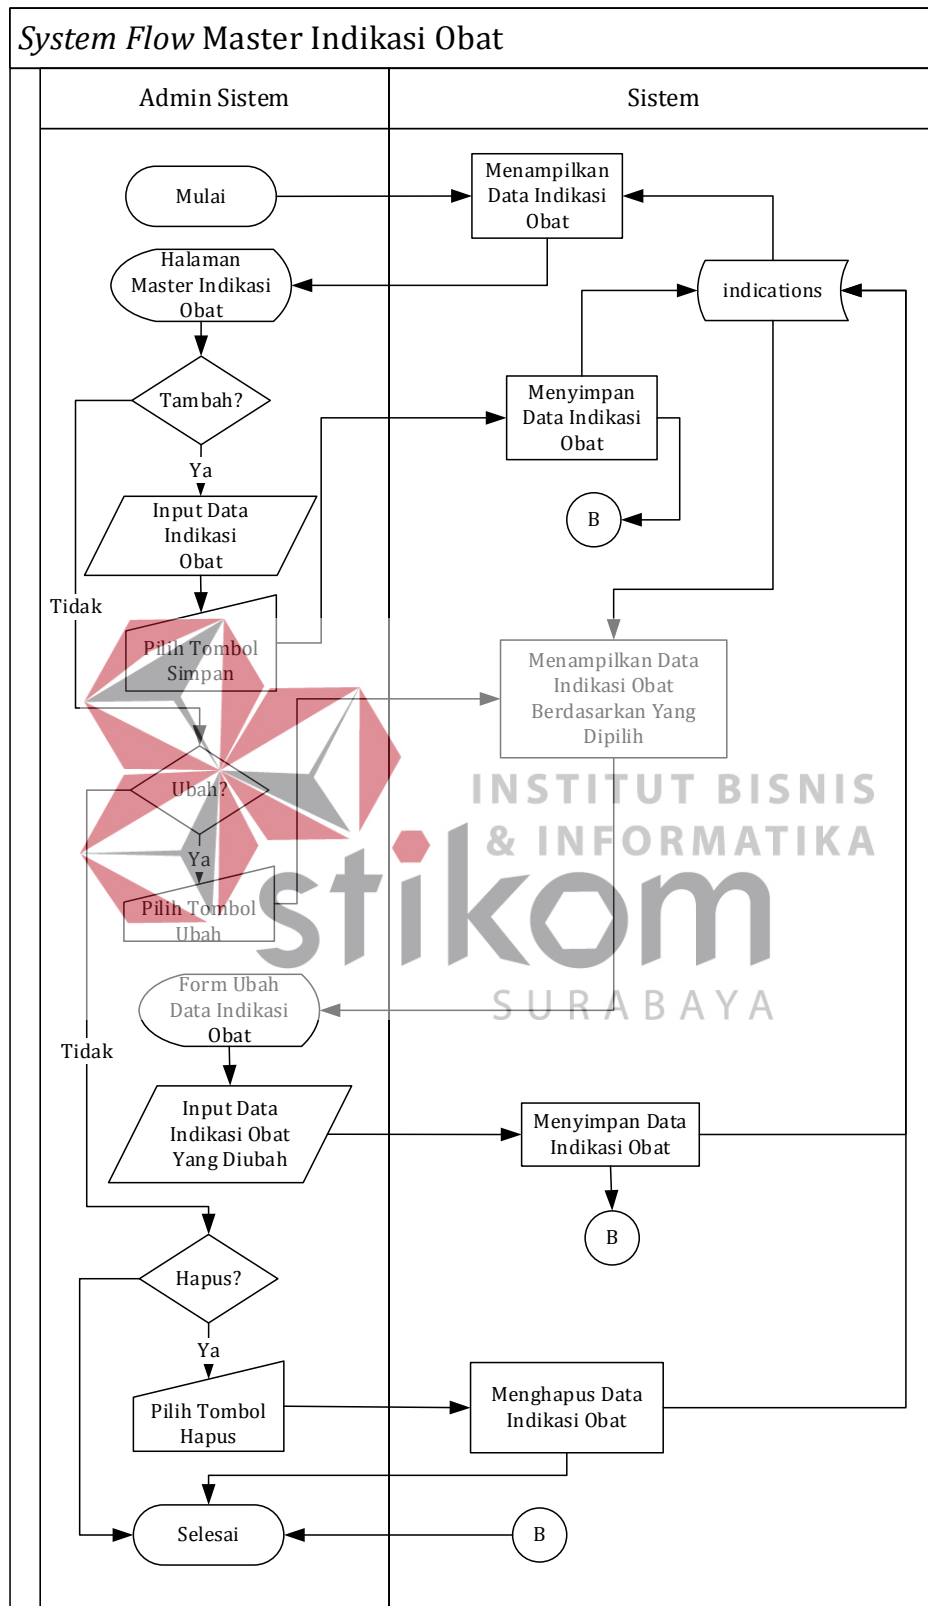 System Flow Master Indikasi Obat
Admin Sistem
Sistem
Mulai
Menampilkan
Data Indikasi
Obat
Halaman
Master Indikasi
Obat
indications
Tambah?
Menyimpan
Data Indikasi
Obat
Ya
B
Input Data
Indikasi
Obat
Tidak
Pilih Tombol
Simpan
Menampilkan Data
Indikasi Obat
Berdasarkan Yang
Dipilih
Ubah?
INSTITUT BISNIS
& INFORMATIKA
stikom
SURABAYA
Ya
Pilih Tombol
Ubah
Form Ubah
Data Indikasi
Obat
Tidak
Input Data
Indikasi Obat
Yang Diubah
Menyimpan Data
Indikasi Obat
B
Hapus?
Ya
Pilih Tombol
Hapus
Menghapus Data
Indikasi Obat
Selesai
B